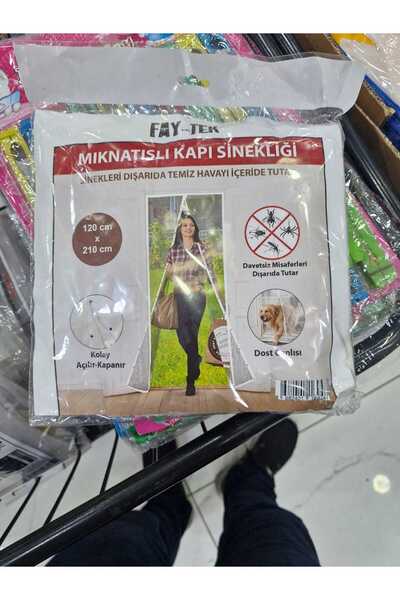 FAY-TEK
MIKNATISLI KAPI SİNEKLİĞİ
SİNEKLERİ DIŞARIDA TEMİZ HAVAYI İÇERİDE TUTAR
120 cm
x
210 cm
Davetsiz Misaferleri
Dışarıda Tutar
Kolay
Açılır-Kapanır
Dost Canlısı